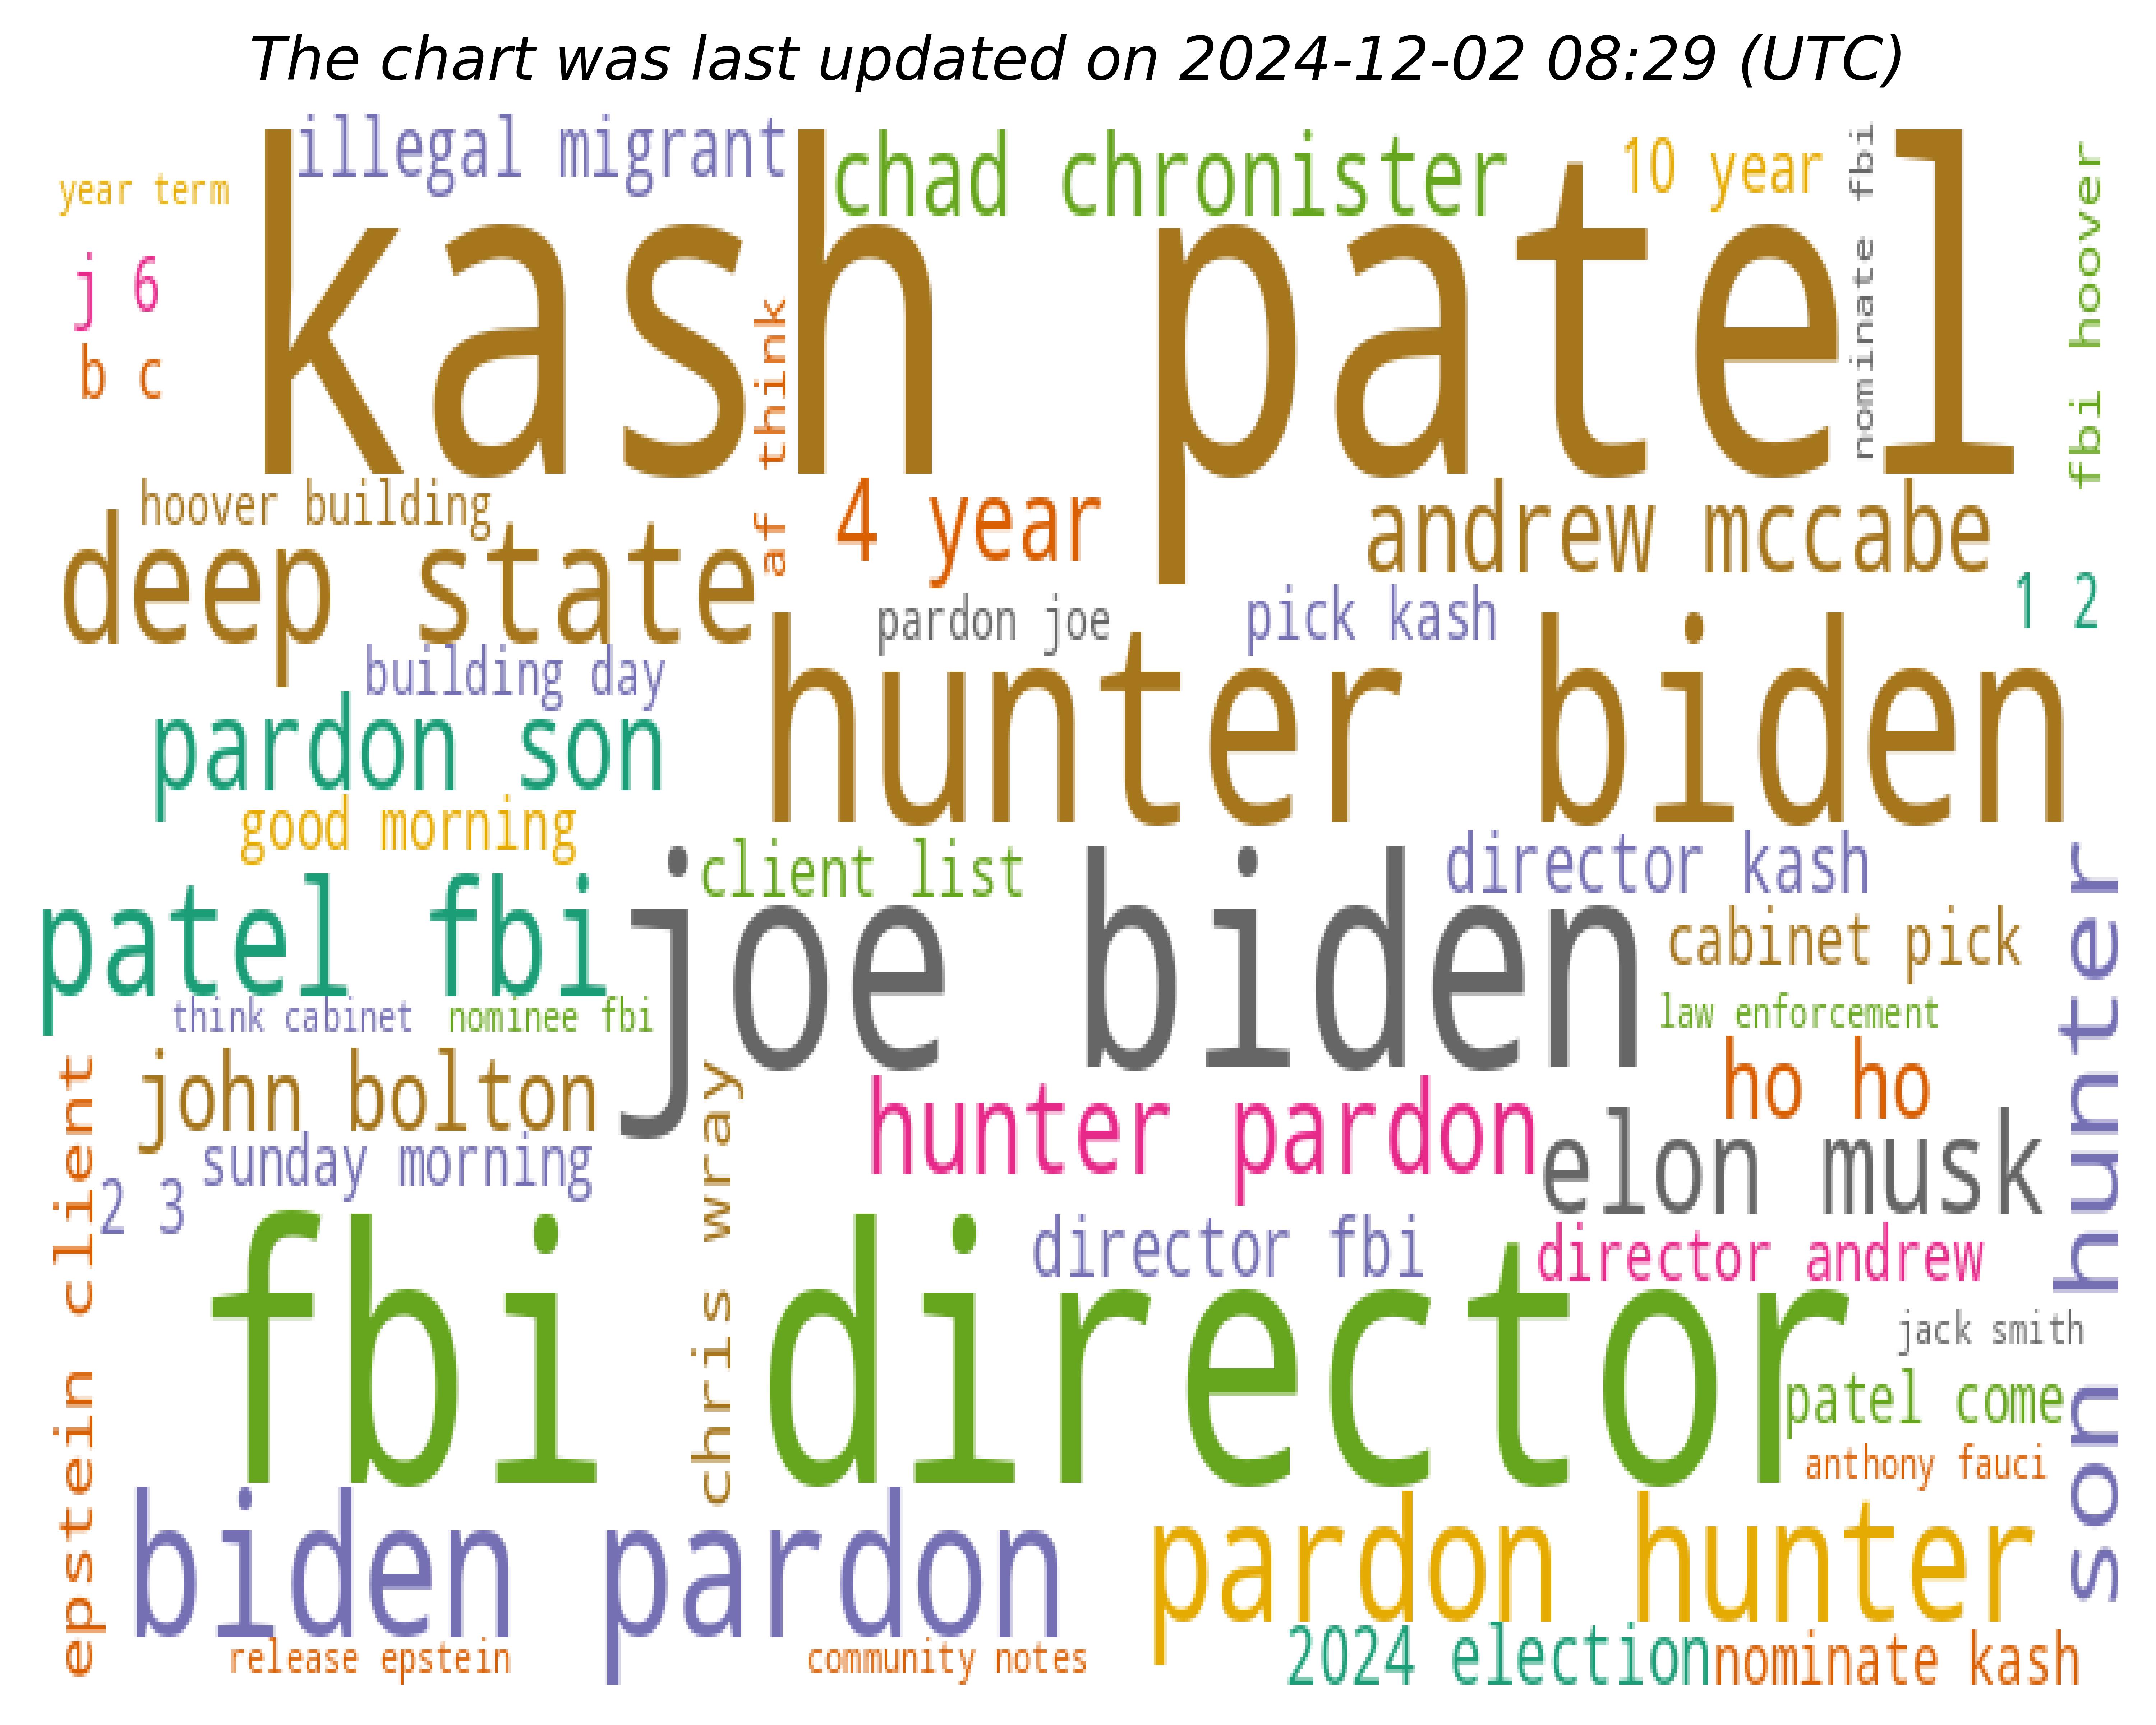 The chart was last updated on 2024-12-02 08:29 (UTC)
illegal migrant
chad chronister
10 year
nominate fbi
fbi hoover
year term
kash patel
j 6
b c
af think
hoover building
4 year
andrew mccabe
deep state
1 2
pardon joe
pick kash
hunter biden
building day
pardon son
good morning
client list
director kash
patel fbi
joe biden
cabinet pick
son hunter
think cabinet
nominee fbi
law enforcement
john bolton
ho ho
epstein client
chris wray
hunter pardon
elon musk
sunday morning
2 3
director fbi
director andrew
fbi director
jack smith
patel come
anthony fauci
biden pardon
pardon hunter
release epstein
community notes
2024 election
nominate kash